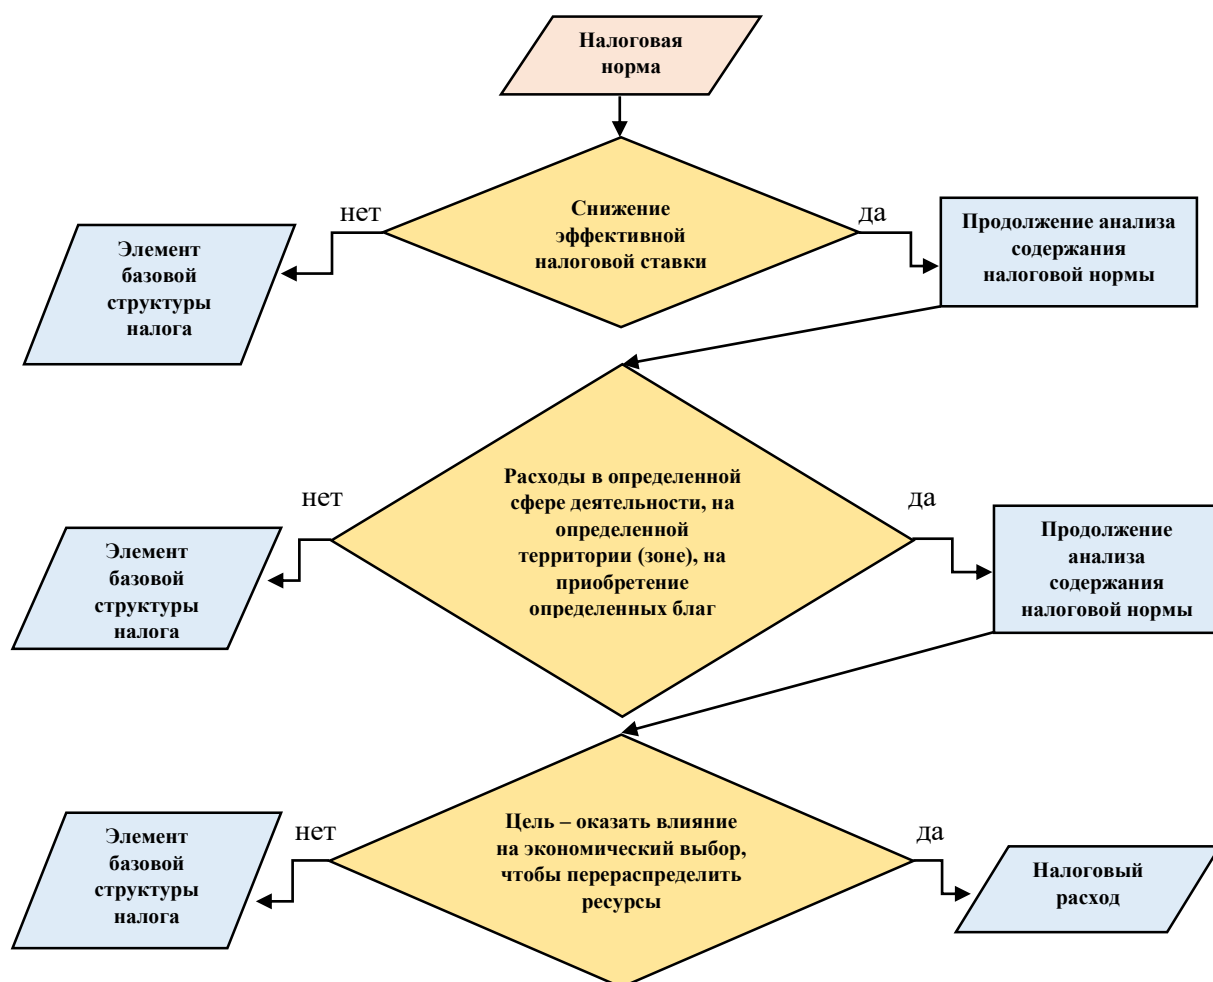 Налоговая
норма
Снижение
эффективной
налоговой ставки
нет
да
Элемент
базовой
структуры
налога
Продолжение анализа
содержания
налоговой нормы
Расходы в определенной
сфере деятельности, на
определенной
территории (зоне), на
приобретение
определенных благ
нет
да
Элемент
базовой
структуры
налога
Продолжение
анализа
содержания
налоговой нормы
Цель – оказать влияние
на экономический выбор,
чтобы перераспределить
ресурсы
нет
да
Элемент
базовой
структуры
налога
Налоговый
расход